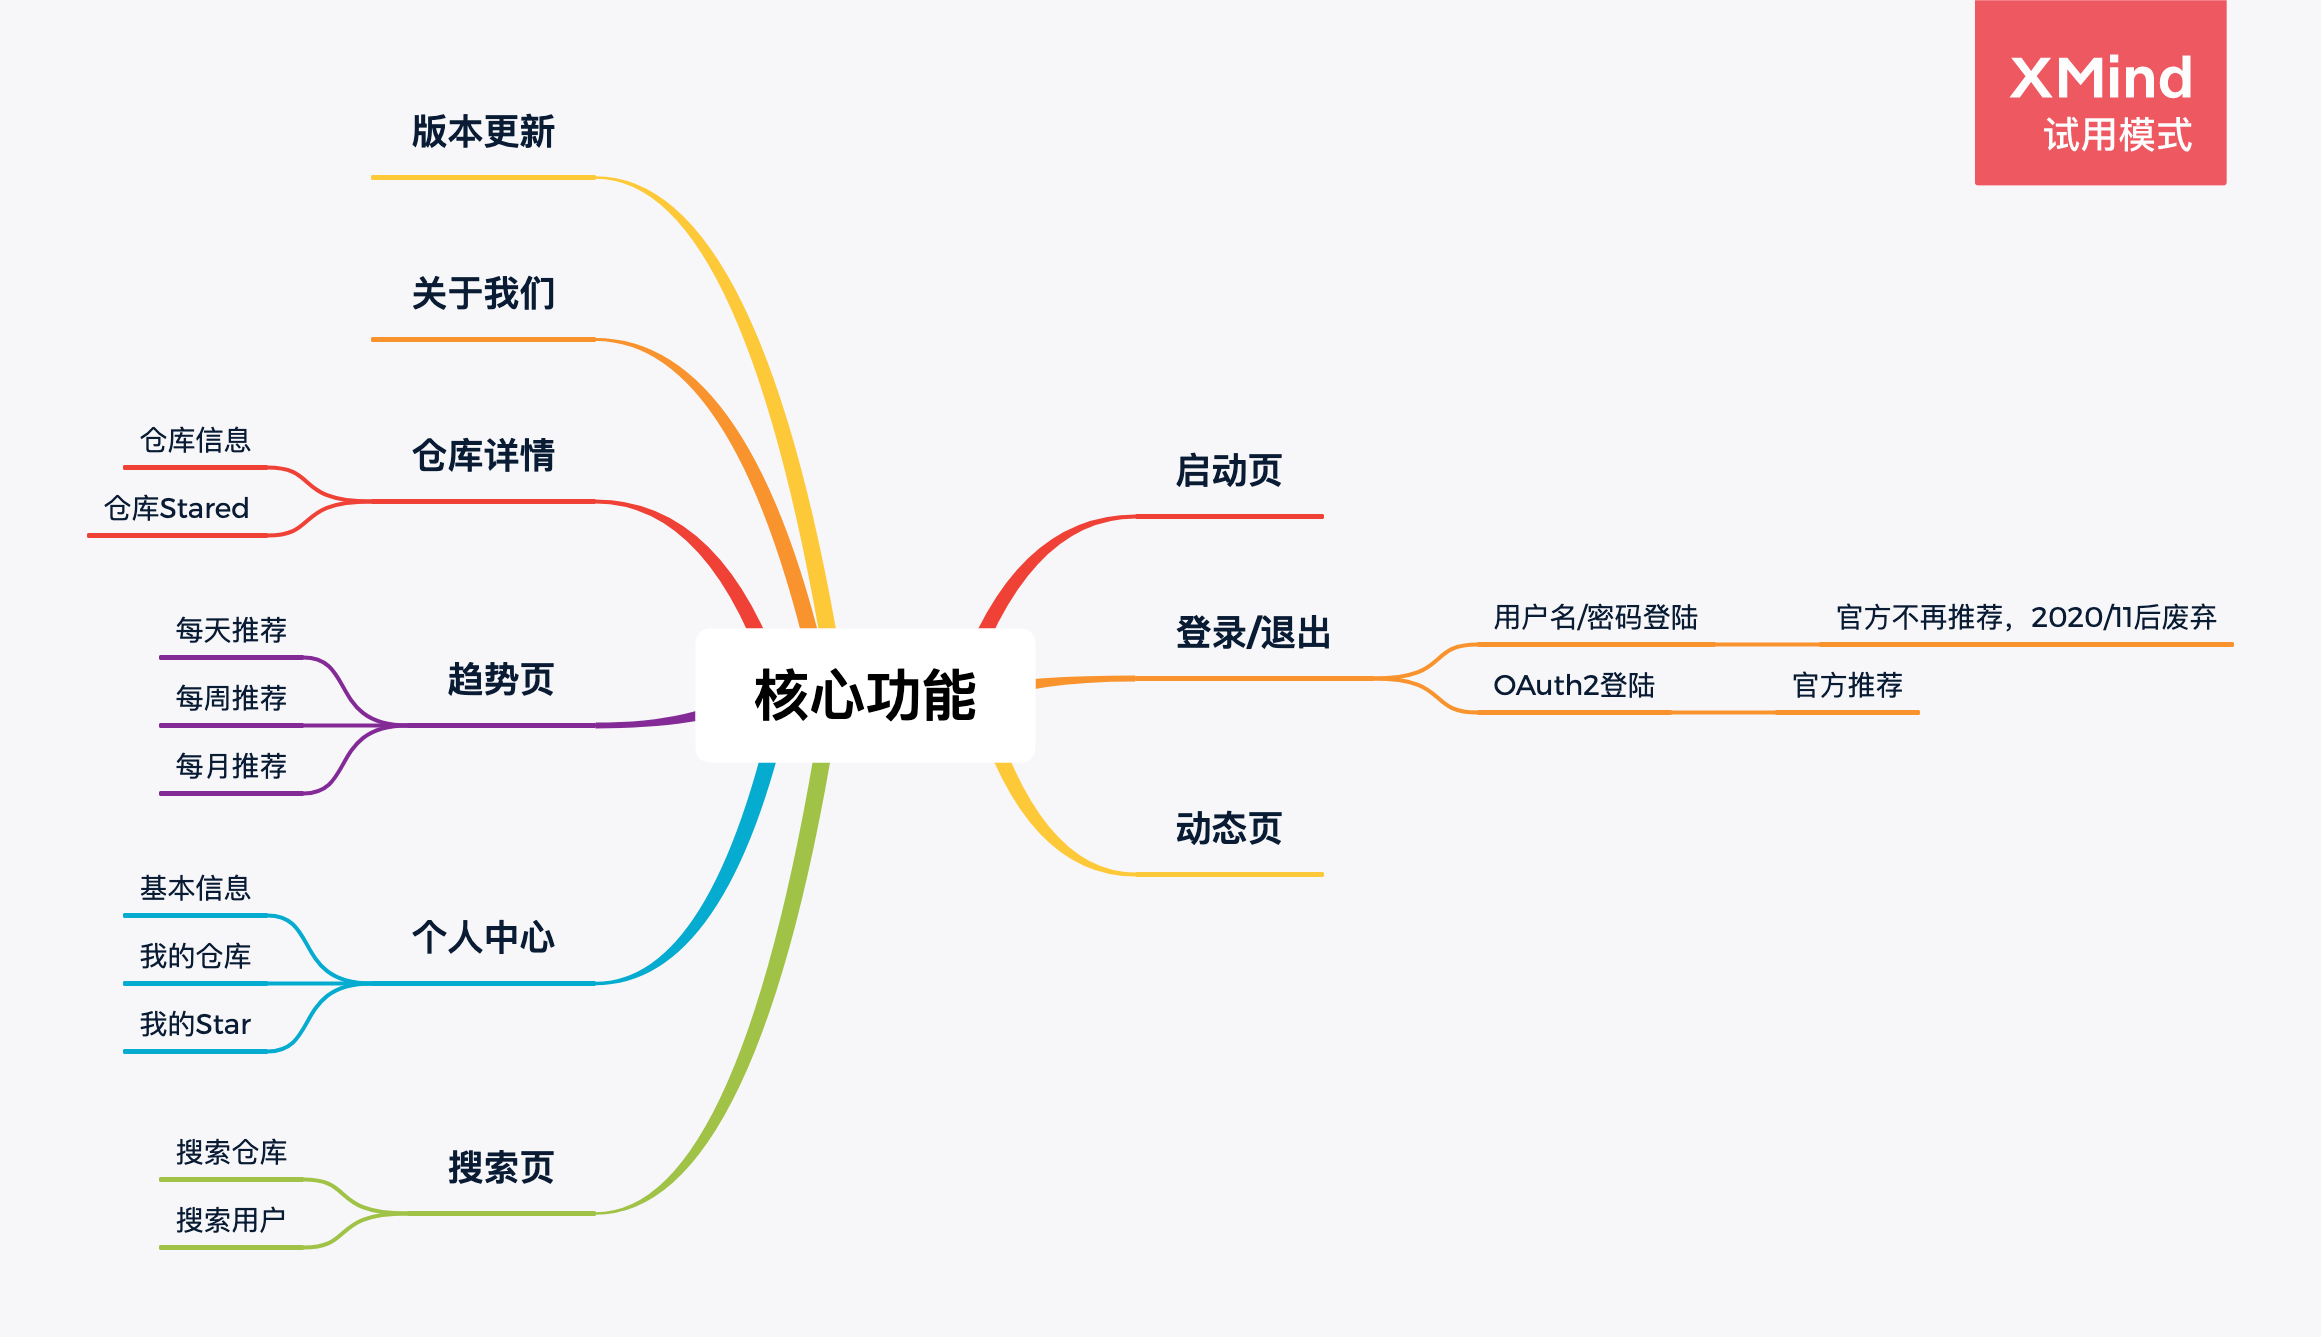 XMind
试用模式
版本更新
关于我们
仓库详情
仓库信息
仓库Stared
趋势页
每天推荐
每周推荐
每月推荐
个人中心
基本信息
我的仓库
我的Star
搜索页
搜索仓库
搜索用户
核心功能
启动页
登录/退出
用户名/密码登陆
官方不再推荐，2020/11后废弃
OAuth2登陆
官方推荐
动态页